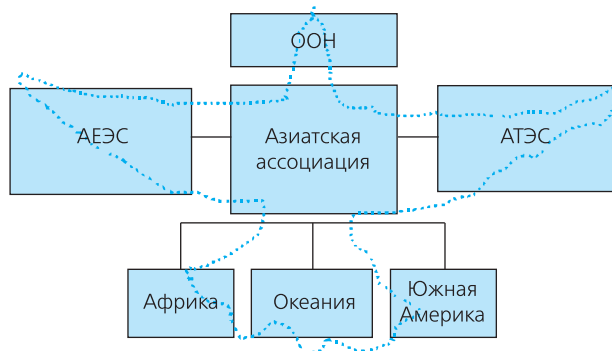 ООН
АЕЭС
Азиатская
ассоциация
АТЭС
Африка
Океания
Южная
Америка